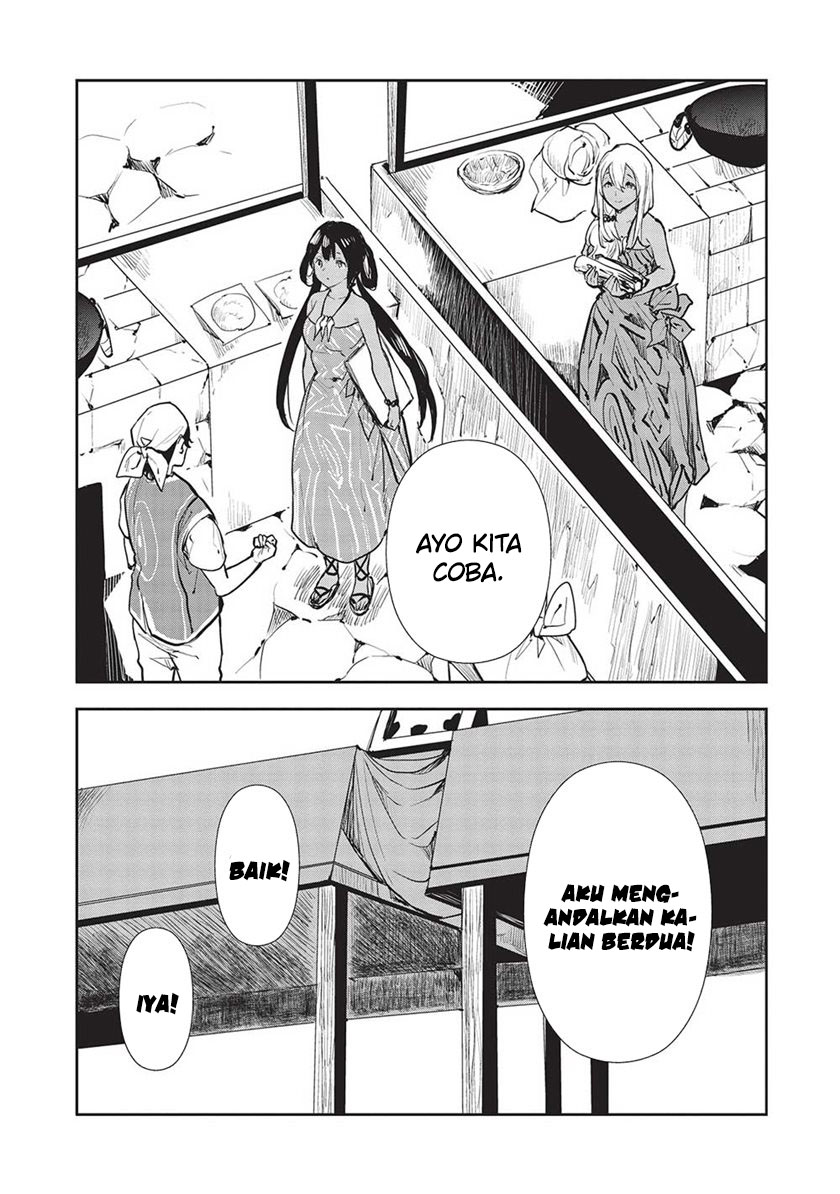 AYO KITA
COBA.
AKU MENG-
ANDALKAN KA-
LIAN BERDUA!
BAIK!
IYA!